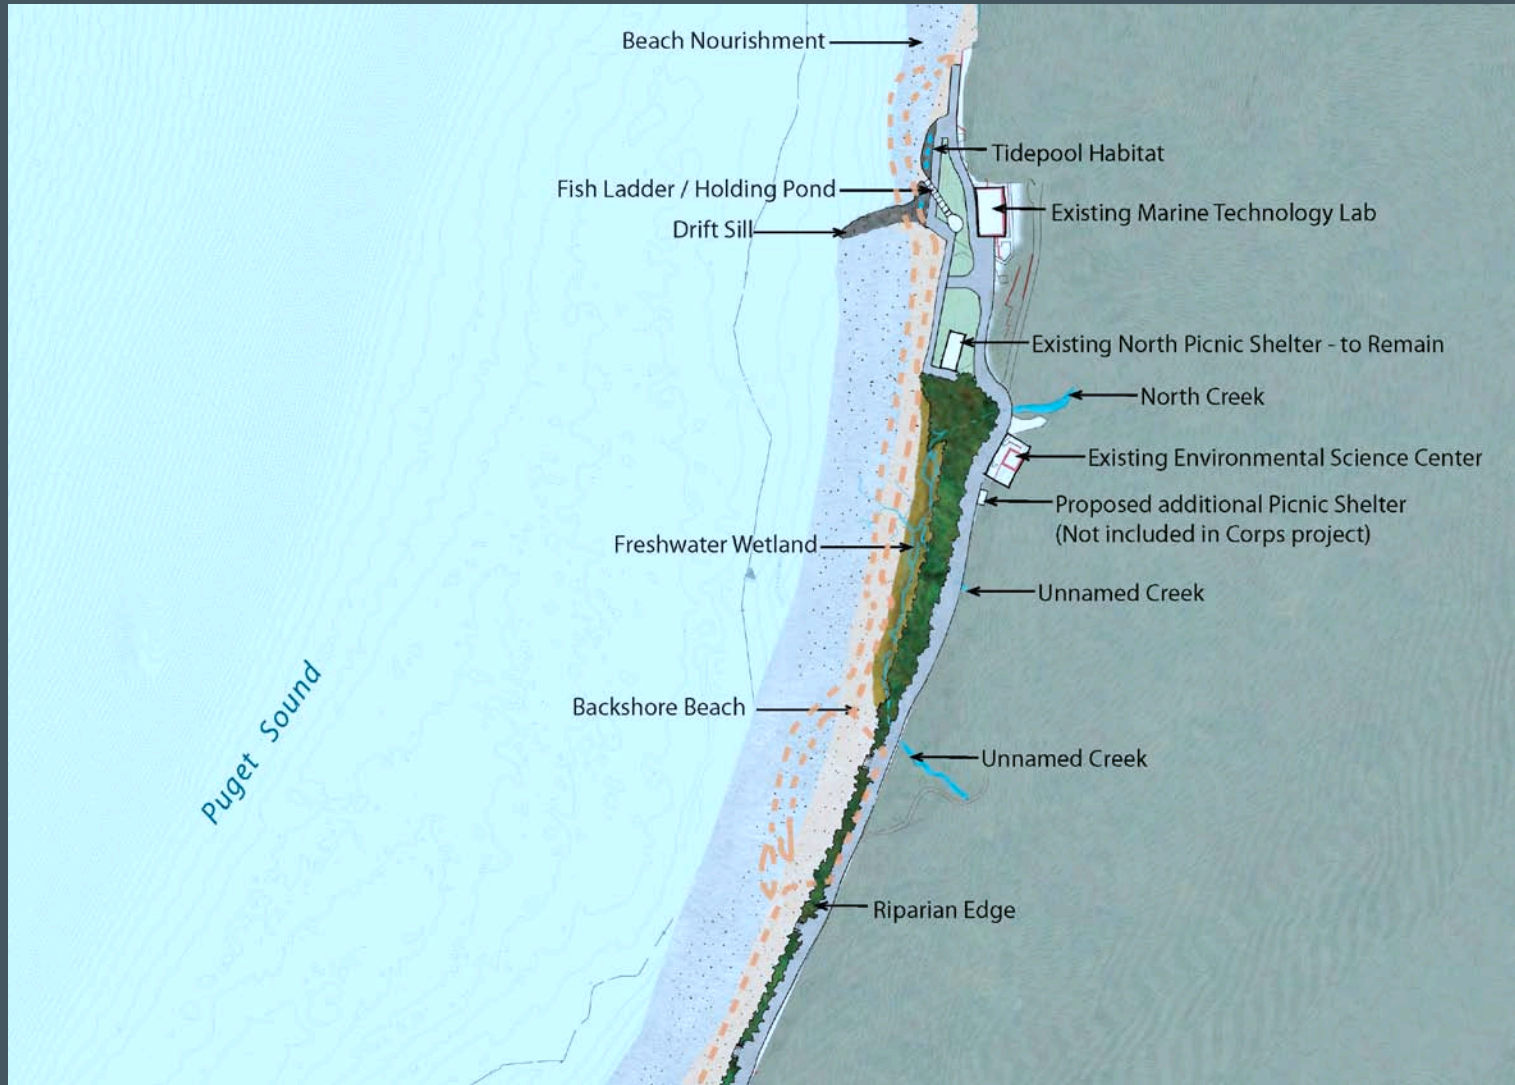 Beach Nourishment
Tidepool Habitat
Fish Ladder / Holding Pond
Existing Marine Technology Lab
Drift Sill
Existing North Picnic Shelter - to Remain
North Creek
Existing Environmental Science Center
Proposed additional Picnic Shelter
(Not included in Corps project)
Freshwater Wetland
Unnamed Creek
Puget Sound
Backshore Beach
Unnamed Creek
Riparian Edge